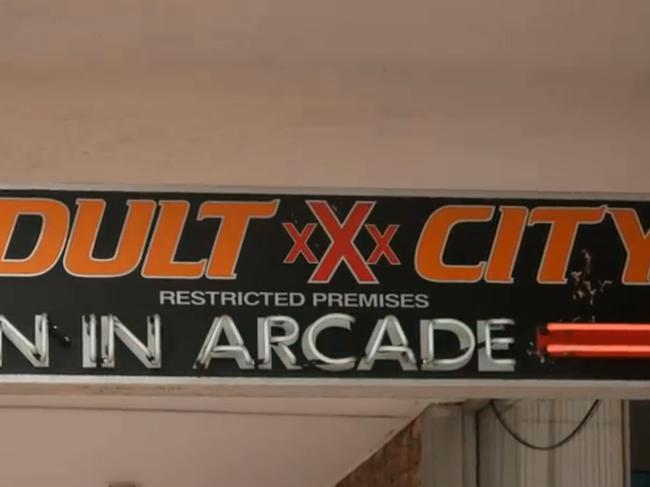 DULT xXx CITY
RESTRICTED PREMISES
N IN ARCADE